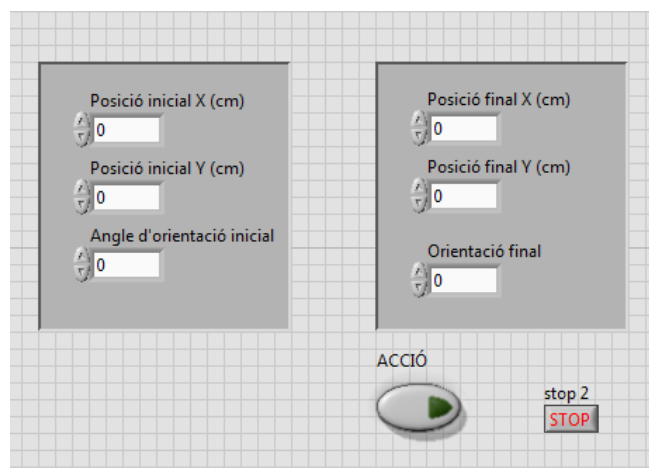 Posició inicial X (cm)
0
Posició inicial Y (cm)
0
Angle d'orientació inicial
0
Posició final X (cm)
0
Posició final Y (cm)
0
Orientació final
0
ACCIÓ
stop 2
STOP